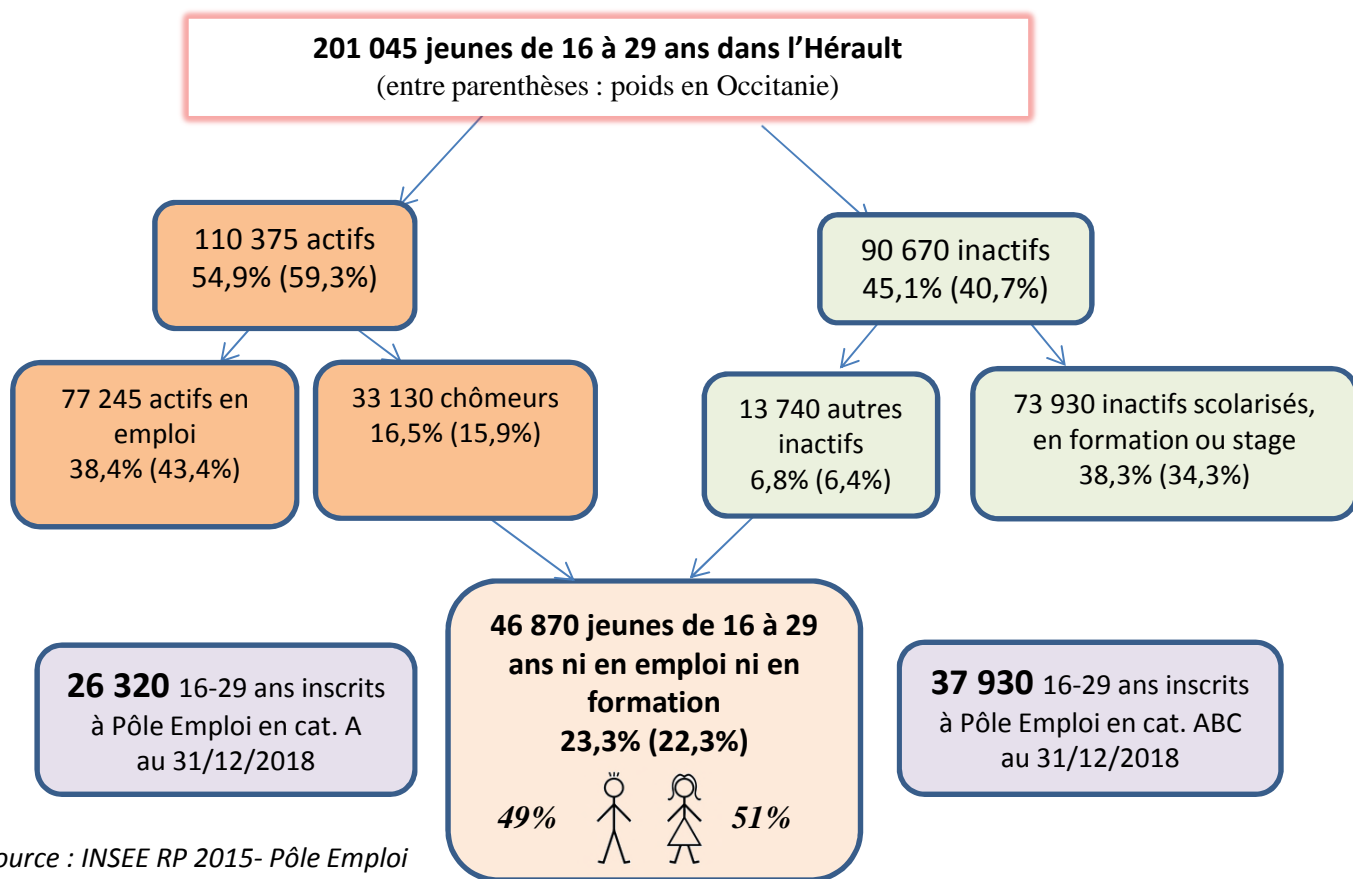 201 045 jeunes de 16 à 29 ans dans l’Hérault
(entre parenthèses : poids en Occitanie)
110 375 actifs
54,9% (59,3%)
90 670 inactifs
45,1% (40,7%)
77 245 actifs en
emploi
38,4% (43,4%)
33 130 chômeurs
16,5% (15,9%)
13 740 autres
inactifs
6,8% (6,4%)
73 930 inactifs scolarisés,
en formation ou stage
38,3% (34,3%)
46 870 jeunes de 16 à 29
ans ni en emploi ni en
formation
23,3% (22,3%)
49%
51%
26 320 16-29 ans inscrits
à Pôle Emploi en cat. A
au 31/12/2018
37 930 16-29 ans inscrits
à Pôle Emploi en cat. ABC
au 31/12/2018
ource : INSEE RP 2015- Pôle Emploi